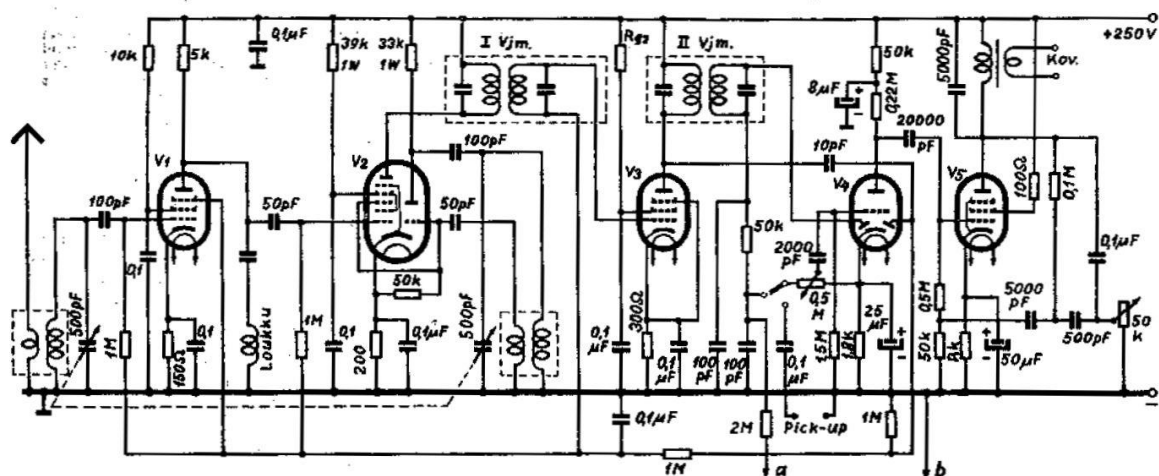 10k
5k
0,1µF
39k
1W
33k
1W
I Vjm.
II Vjm.
50k
8µF
+
-
0,22M
20000
pF
5000pF
+250V
Kov.
V1
V2
V3
V4
V5
100pF
50pF
100pF
50pF
10pF
100Ω
0,1M
0,1µF
500pF
1M
0,1
150Ω
0,1
Loukku
1M
0,1
50k
200
0,1µF
500pF
0,1
µF
300Ω
0,1
µF
100
pF
100
pF
50k
2000
pF
0,5
M
0,1
µF
1,5M
1,8k
25
µF
+
-
0,5M
50k
5000
pF
+
-
50µF
500pF
50
k
-
0,1µF
2M
Pick-up
1M
1M
a
b